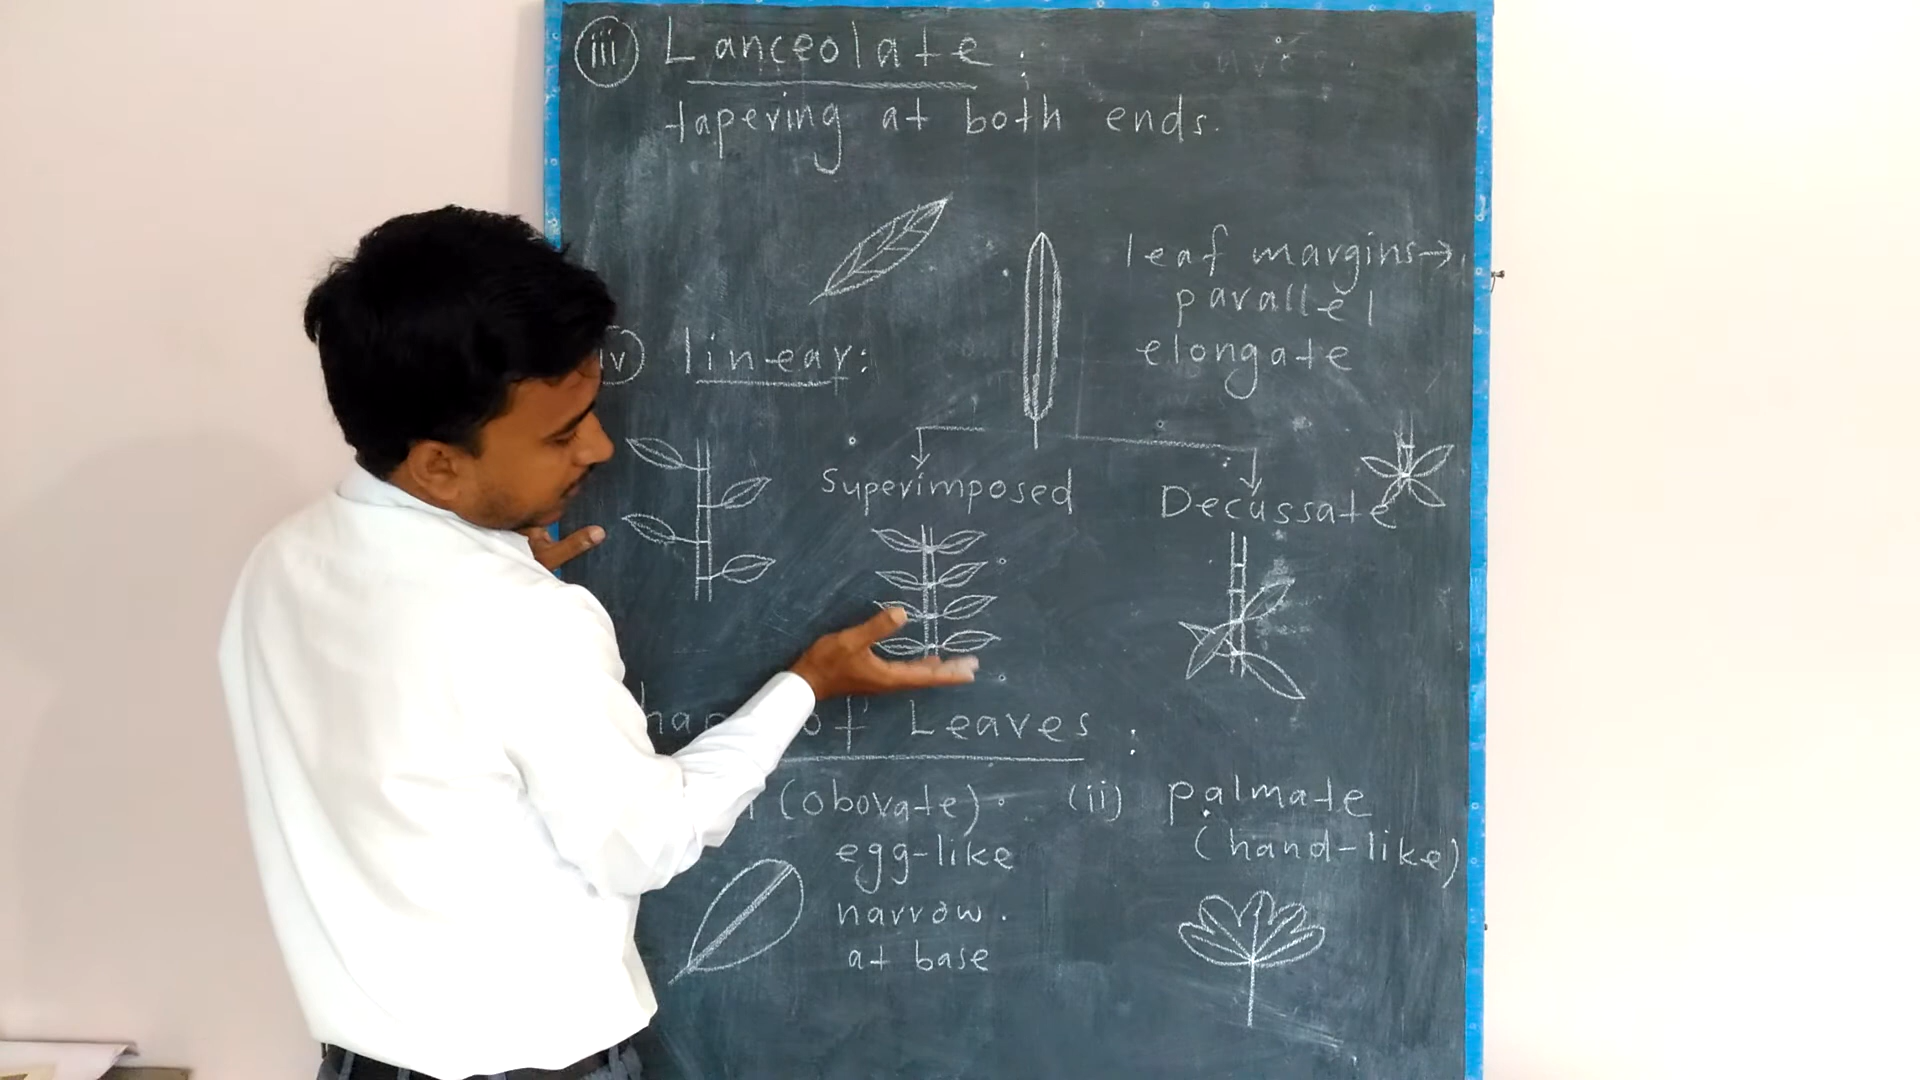 iii Lanceolate:
tapering at both ends.
leaf margins→
parallel
elongate
iv linear:
Superimposed
Decussate
of Leaves :
(obovate). (ii) palmate
egg-like (hand-like)
narrow.
at base